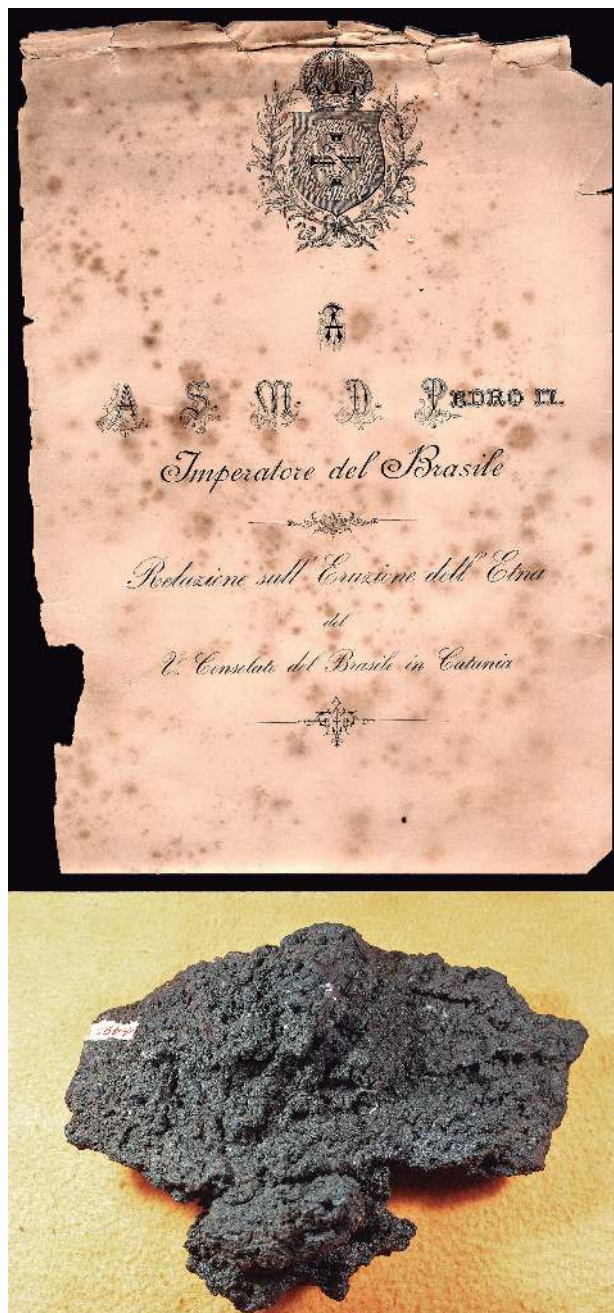 A
A S. M. D. PEDRO II.
Imperatore del Brasile
Relazione sull' Eruzione dell' Etna
del
V. Consolato del Brasile in Catania